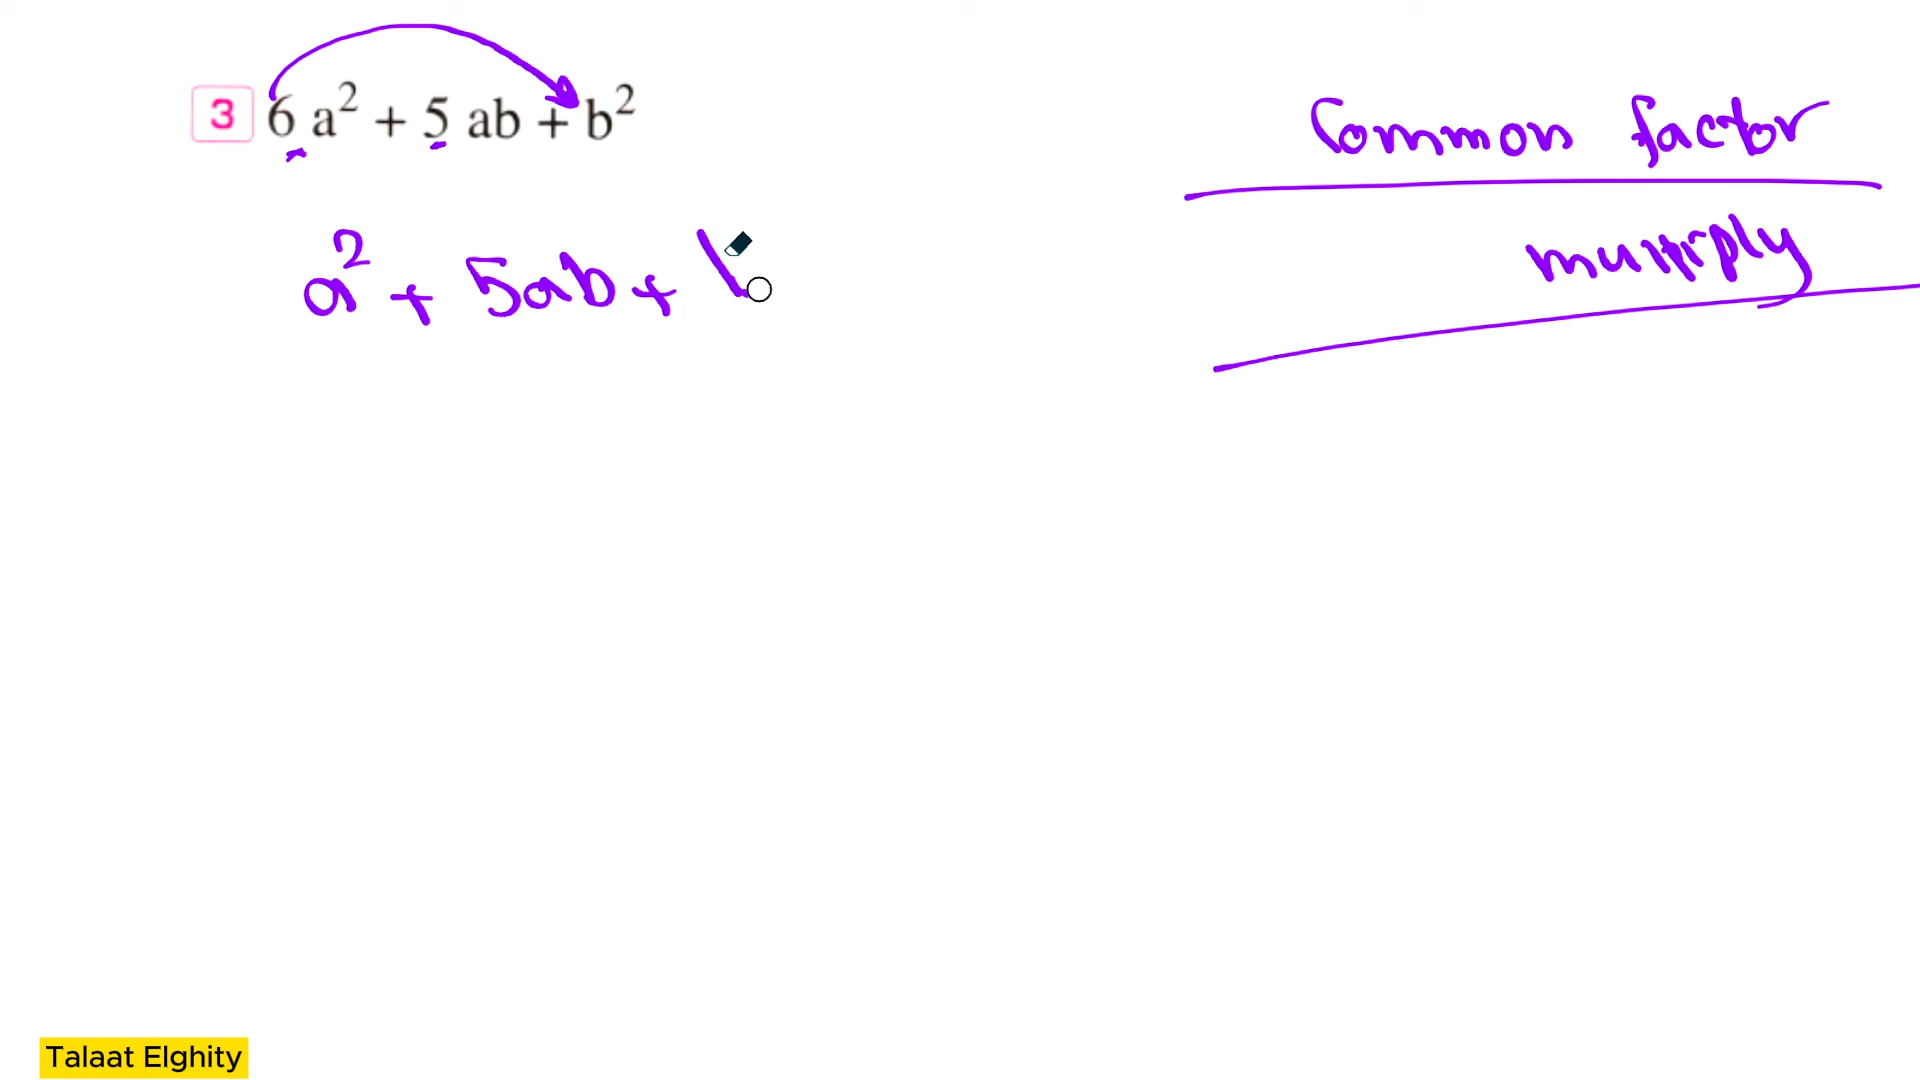 3 6 a² + 5 ab + b²
Common factor
multiply
a² + 5ab +
Talaat Elghity